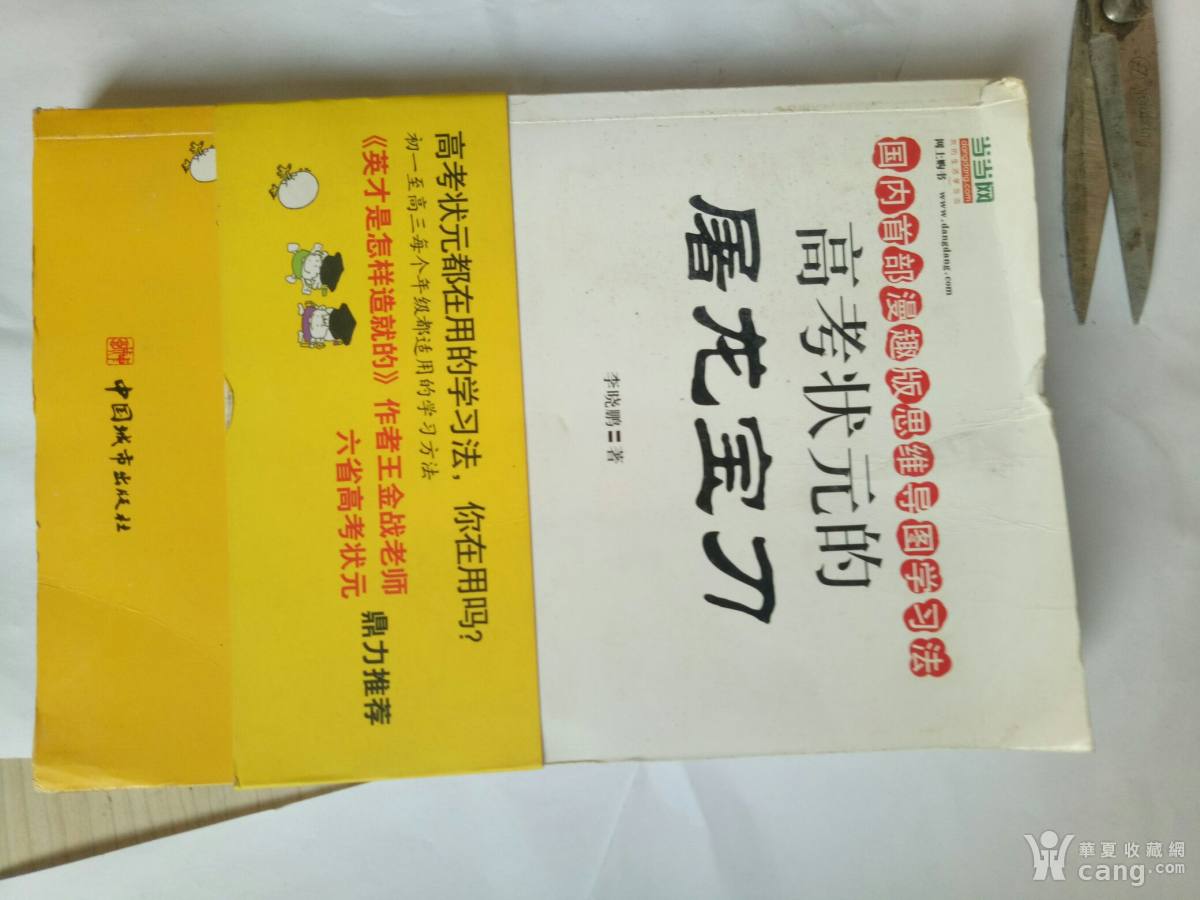 当当网
dangdang.com
网上购书 www.dangdang.com
国内首部漫趣版思维导图学习法
高考状元的
屠龙宝刀
李晓鹏 著
高考状元都在用的学习法，你在用吗？
初一至高三每个年级都适用的学习方法
《英才是怎样造就的》作者王金战老师
六省高考状元 鼎力推荐
中国城市出版社
華夏收藏網
cang.com